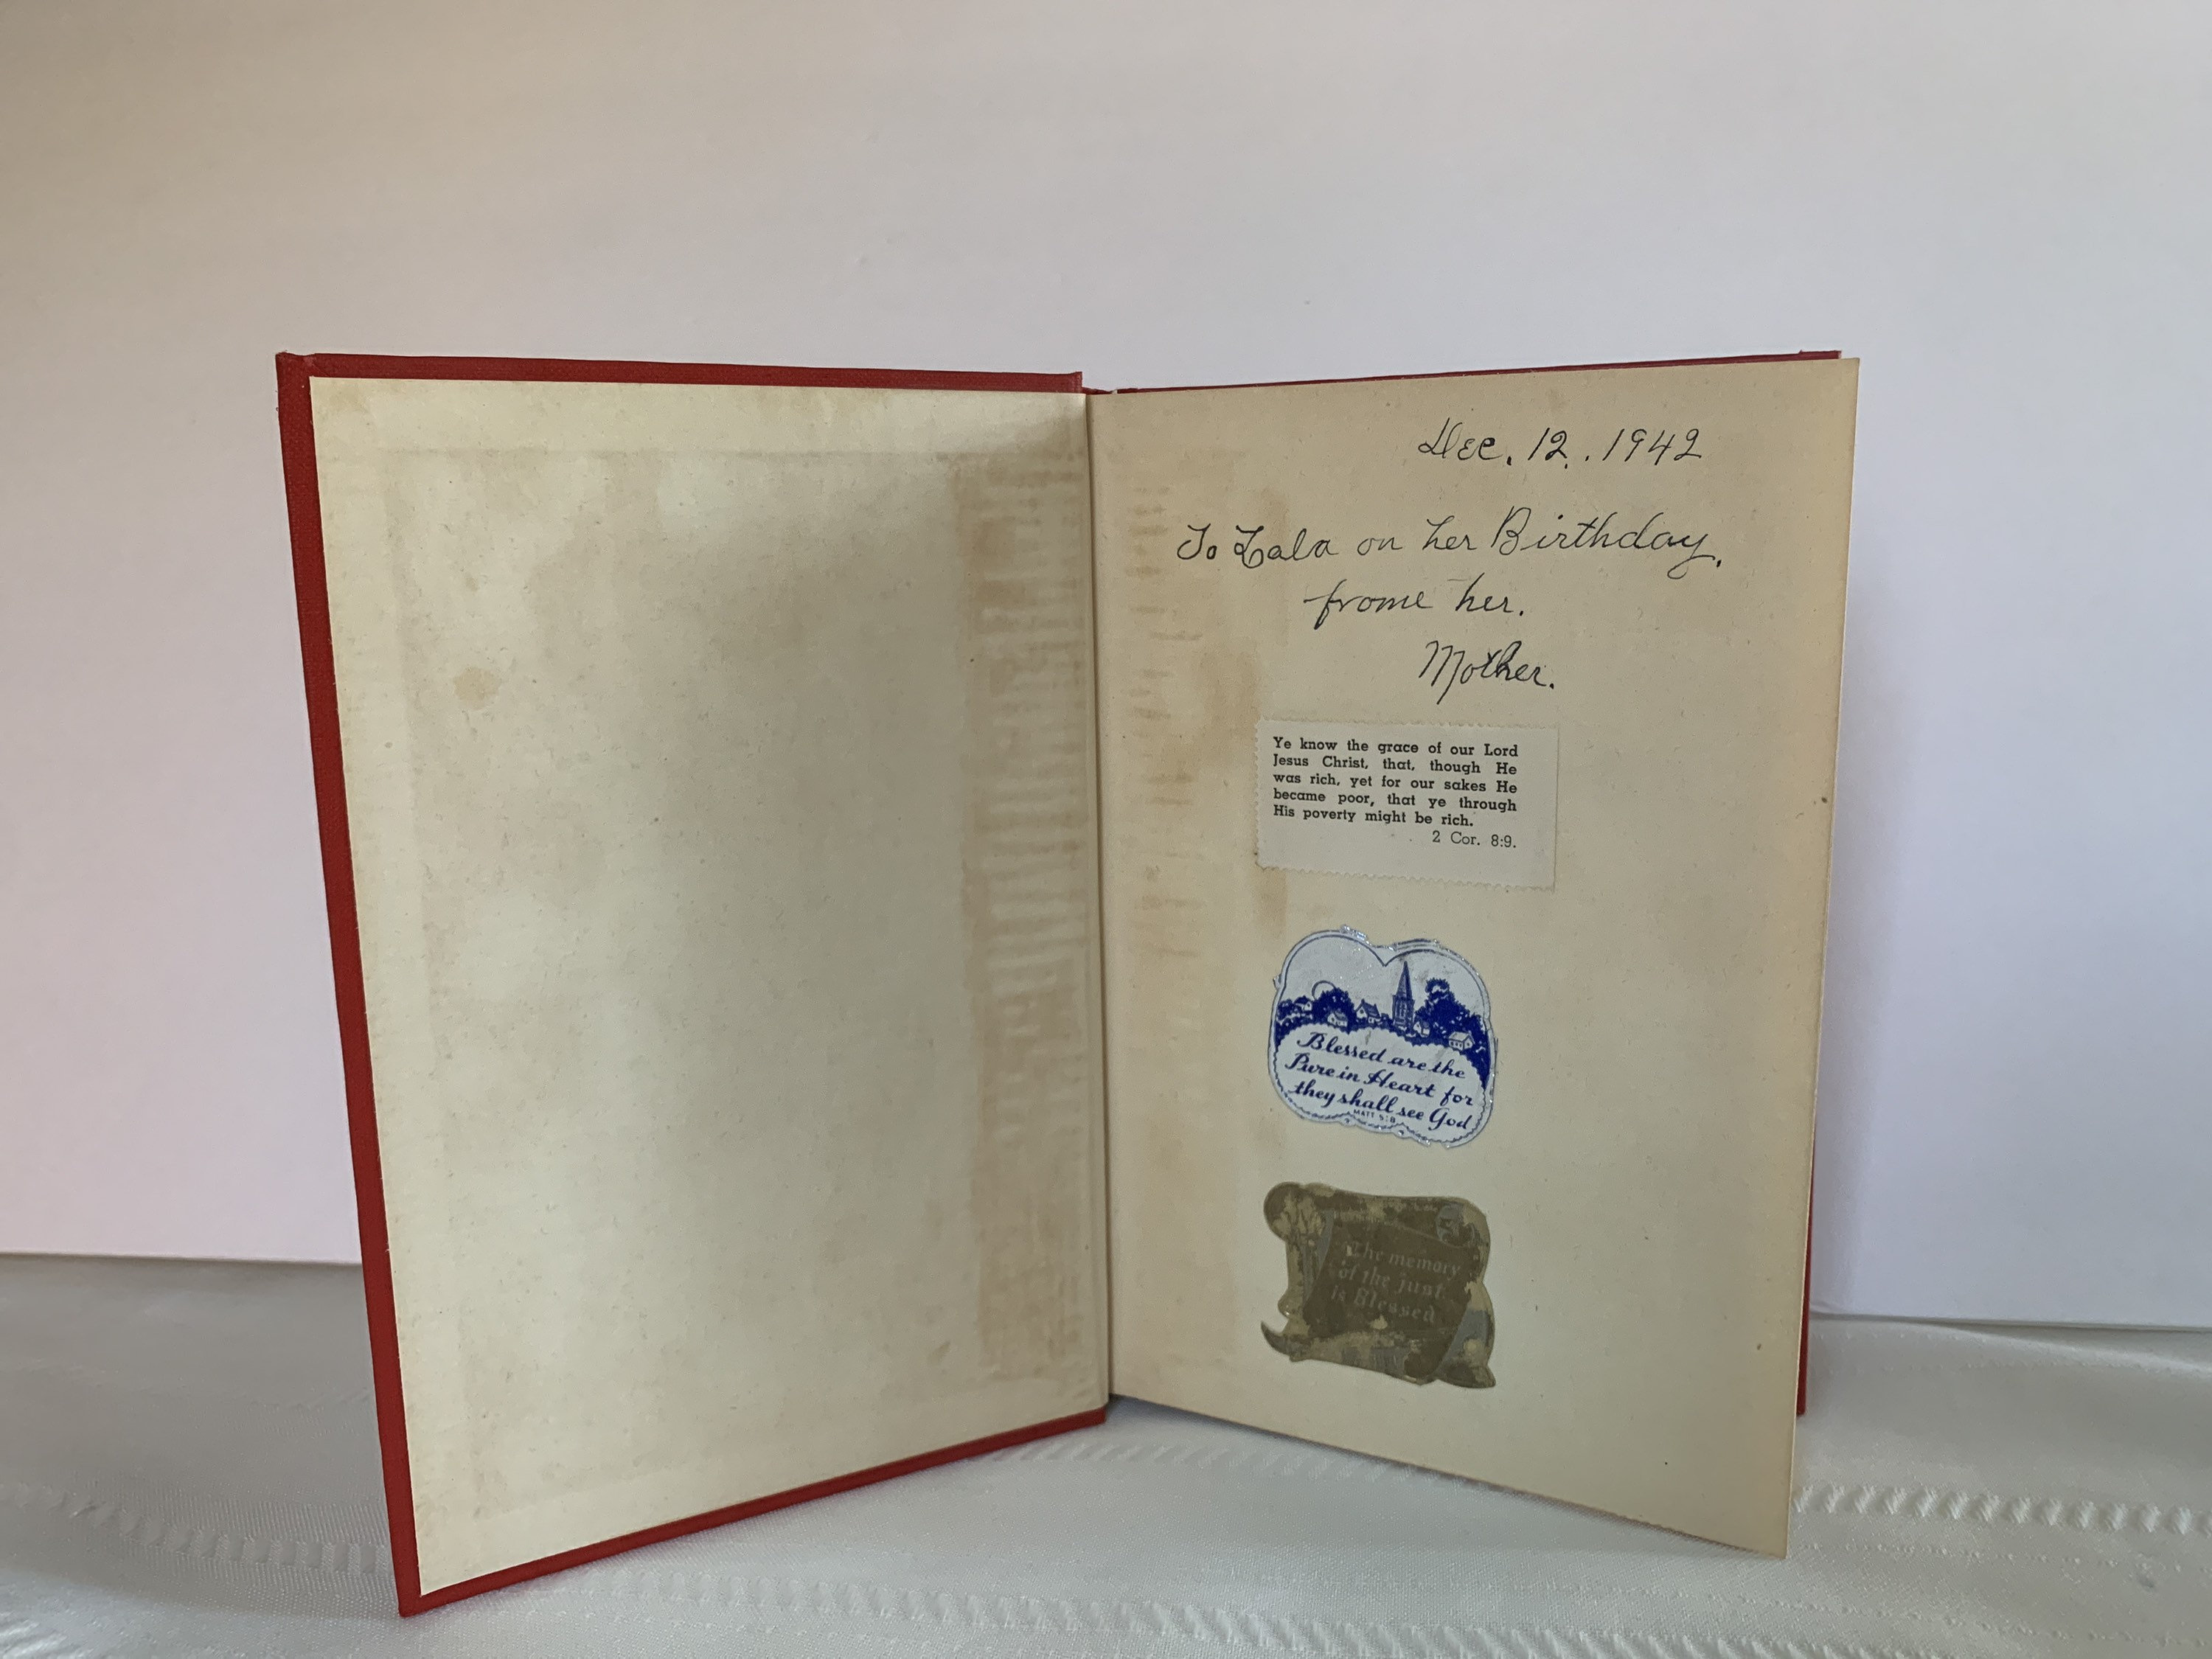 Dec. 12. . 1942
To Lala on her Birthday.
frome her.
Mother.
Ye know the grace of our Lord
Jesus Christ, that, though He
was rich, yet for our sakes He
became poor, that ye through
His poverty might be rich.
2 Cor. 8:9.
Blessed are the
Pure in Heart for
they shall see God
MATT 5:8
The memory
of the just
is Blessed